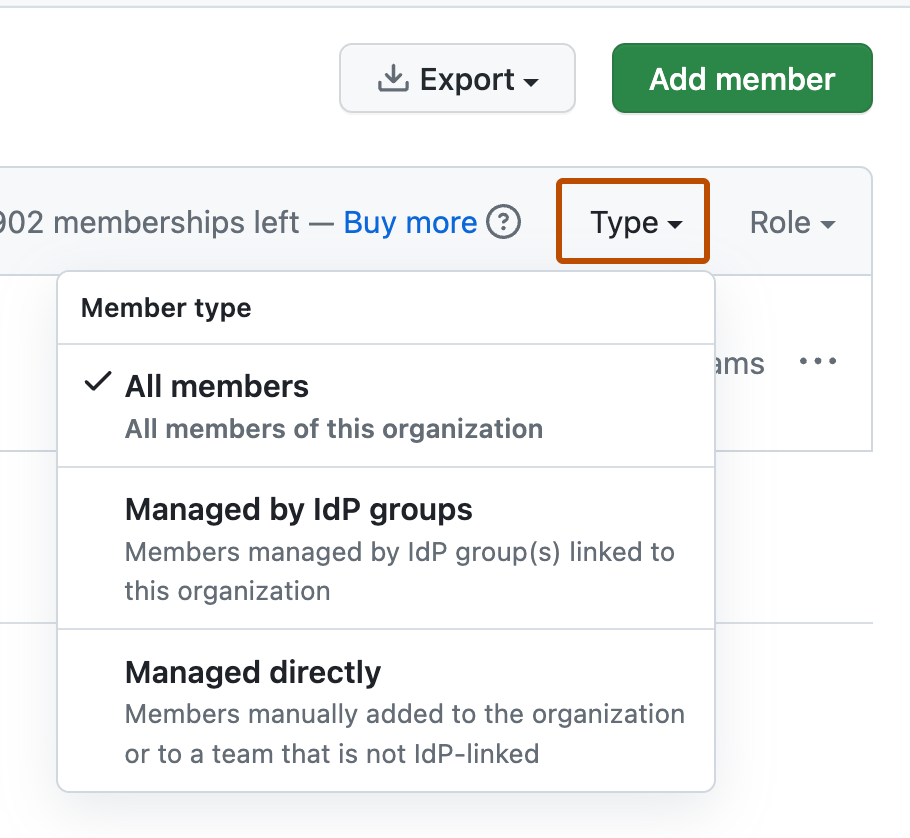 Export
Add member
902 memberships left — Buy more ?
Type
Role
Member type
All members
All members of this organization
Managed by IdP groups
Members managed by IdP group(s) linked to
this organization
Managed directly
Members manually added to the organization
or to a team that is not IdP-linked